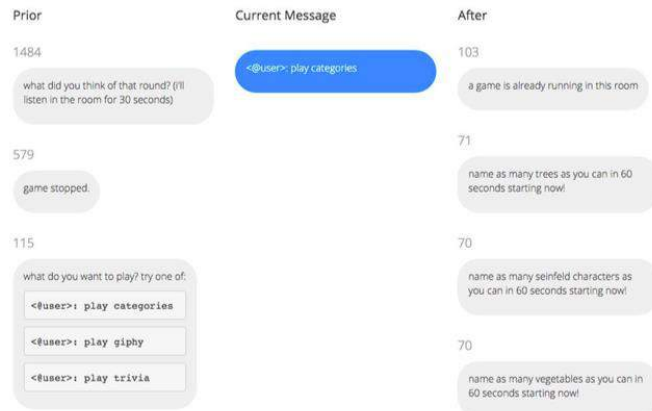 Prior
1484
what did you think of that round? (i'll
listen in the room for 30 seconds)
579
game stopped.
115
what do you want to play? try one of:
<@user>: play categories
<@user>: play giphy
<@user>: play trivia
Current Message
<@user>: play categories
After
103
a game is already running in this room
71
name as many trees as you can in 60
seconds starting now!
70
name as many seinfeld characters as
you can in 60 seconds starting now!
70
name as many vegetables as you can in
60 seconds starting now!